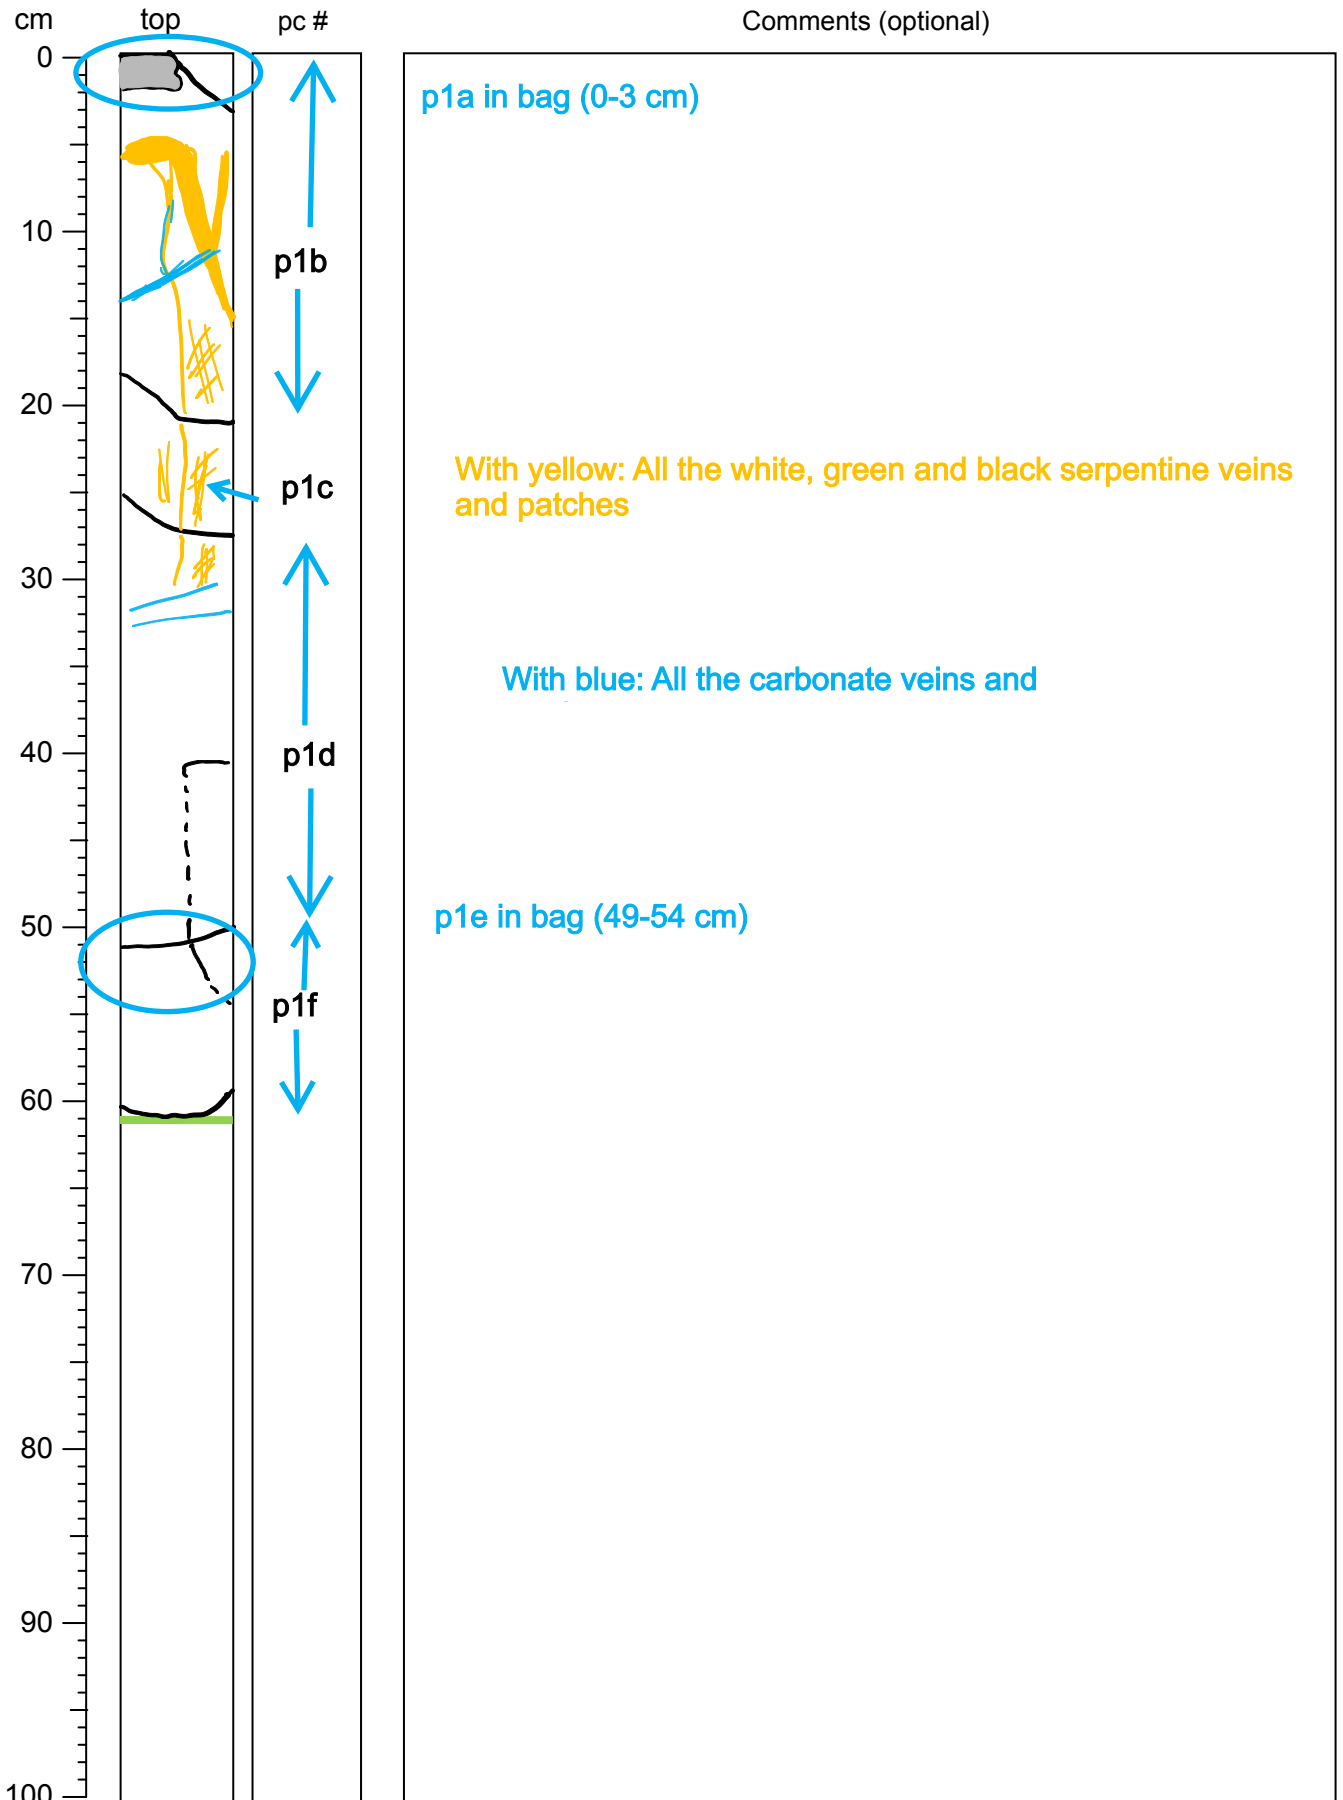 cm top pc # Comments (optional)
0
p1a in bag (0-3 cm)
10
p1b
20
With yellow: All the white, green and black serpentine veins
and patches
p1c
30
With blue: All the carbonate veins and
40
p1d
50
p1e in bag (49-54 cm)
p1f
60
70
80
90
100